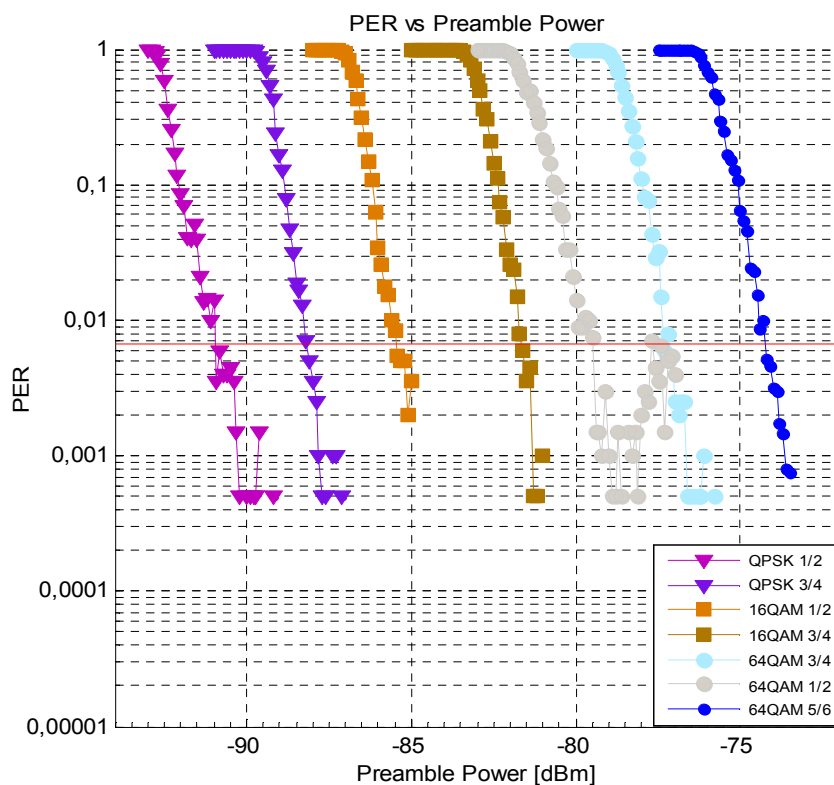 PER vs Preamble Power
1
0,1
0,01
0,001
0,0001
0,00001
PER
-90
-85
-80
-75
Preamble Power [dBm]
QPSK 1/2
QPSK 3/4
16QAM 1/2
16QAM 3/4
64QAM 3/4
64QAM 1/2
64QAM 5/6